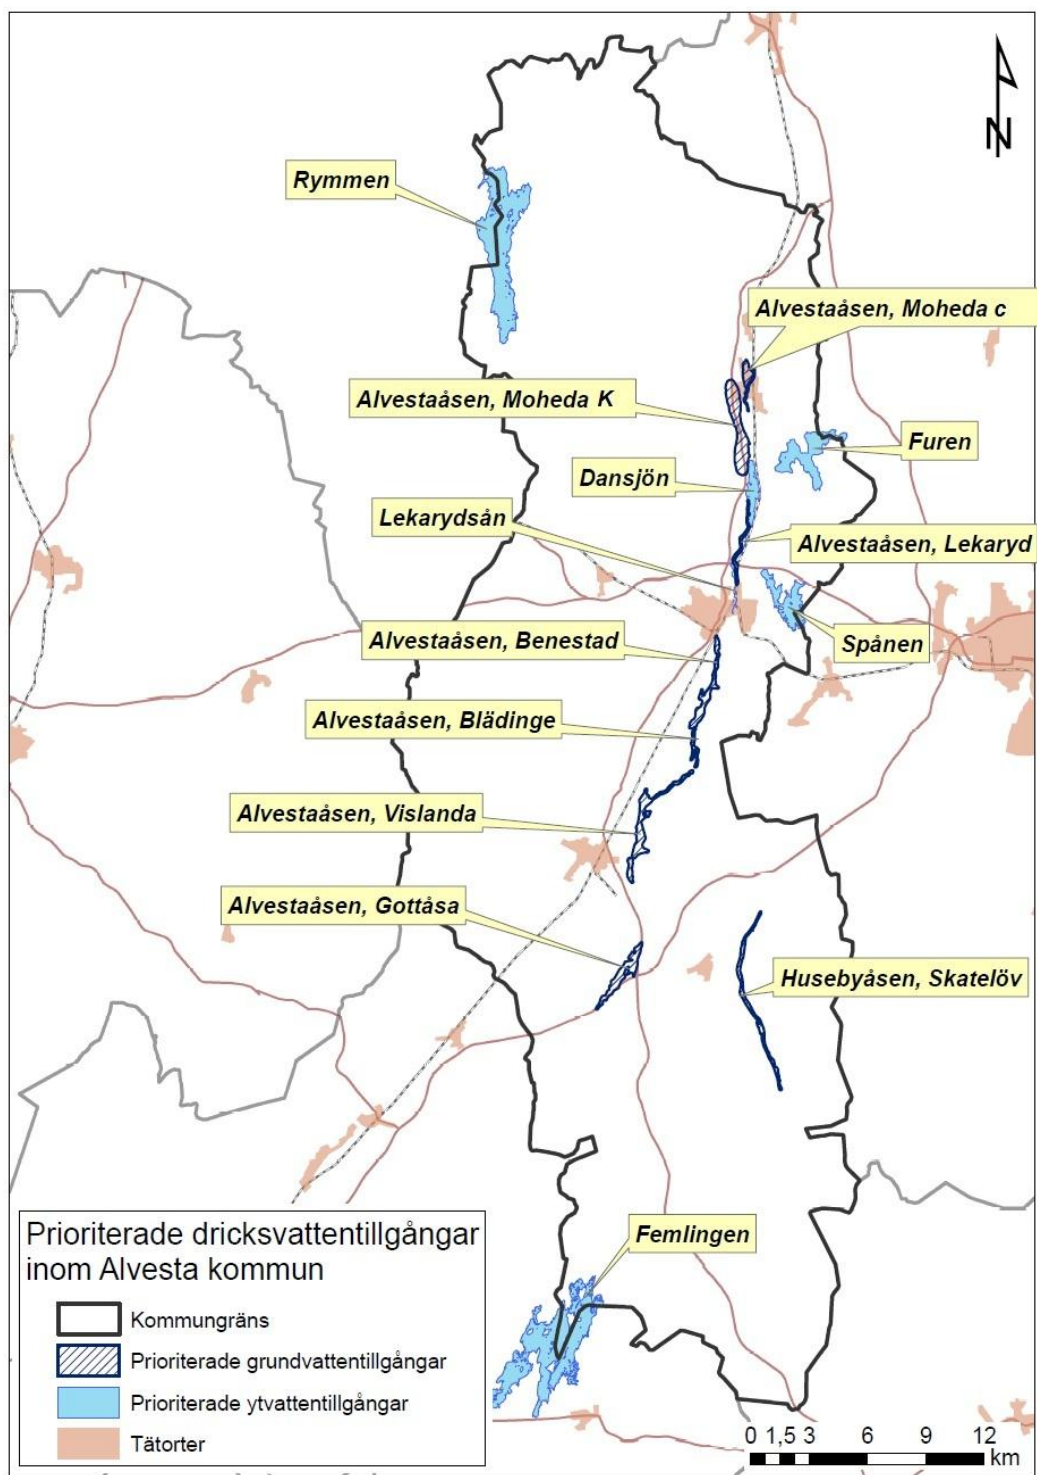 N
Rymmen
Alvestaåsen, Moheda c
Alvestaåsen, Moheda K
Furen
Dansjön
Lekarydsån
Alvestaåsen, Lekaryd
Alvestaåsen, Benestad
Spånen
Alvestaåsen, Blädinge
Alvestaåsen, Vislanda
Alvestaåsen, Gottåsa
Husebyåsen, Skatelöv
Femlingen
Prioriterade dricksvattentillgångar
inom Alvesta kommun
Kommungräns
Prioriterade grundvattentillgångar
Prioriterade ytvattentillgångar
Tätorter
0 1,5 3 6 9 12
km